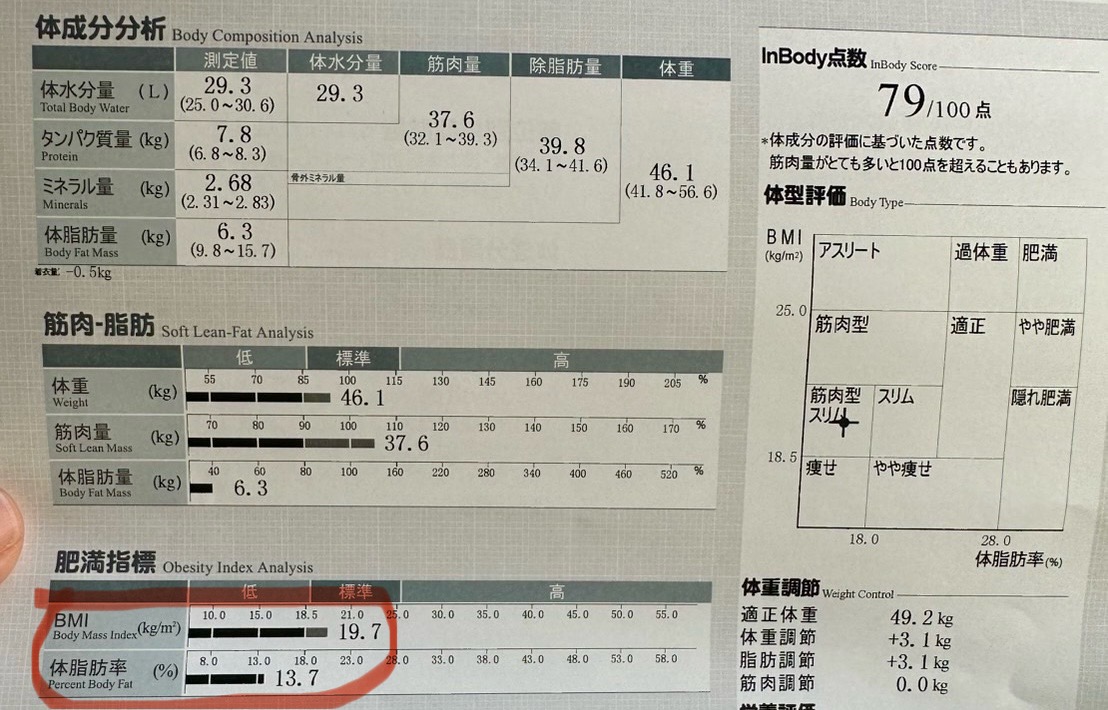 体成分分析 Body Composition Analysis
測定値 体水分量 筋肉量 除脂肪量 体重
体水分量 (L) 29.3 29.3
Total Body Water (25.0~30.6)
37.6
(32.1~39.3)
タンパク質量 (kg) 7.8
Protein (6.8~8.3)
39.8
(34.1~41.6)
46.1
(41.8~56.6)
ミネラル量 (kg) 2.68 骨外ミネラル量
Minerals (2.31~2.83)
体脂肪量 (kg) 6.3
Body Fat Mass (9.8~15.7)
着衣量: -0.5kg
筋肉-脂肪 Soft Lean-Fat Analysis
低 標準 高
体重 (kg) 55 70 85 100 115 130 145 160 175 190 205 %
Weight 46.1
筋肉量 (kg) 70 80 90 100 110 120 130 140 150 160 170 %
Soft Lean Mass 37.6
体脂肪量 (kg) 40 60 80 100 160 220 280 340 400 460 520 %
Body Fat Mass 6.3
肥満指標 Obesity Index Analysis
低 標準 高
BMI 10.0 15.0 18.5 21.0 25.0 30.0 35.0 40.0 45.0 50.0 55.0
Body Mass Index (kg/m²) 19.7
体脂肪率 (%) 8.0 13.0 18.0 23.0 28.0 33.0 38.0 43.0 48.0 53.0 58.0
Percent Body Fat 13.7
InBody点数 InBody Score
79/100 点
*体成分の評価に基づいた点数です。
筋肉量がとても多いと100点を超えることもあります。
体型評価 Body Type
BMI
(kg/m²)
アスリート 過体重 肥満
25.0
筋肉型 適正 やや肥満
筋肉型 スリム 隠れ肥満
スリム
18.5
痩せ やや痩せ
18.0 28.0
体脂肪率(%)
体重調節 Weight Control
適正体重 49.2 kg
体重調節 +3.1 kg
脂肪調節 +3.1 kg
筋肉調節 0.0 kg